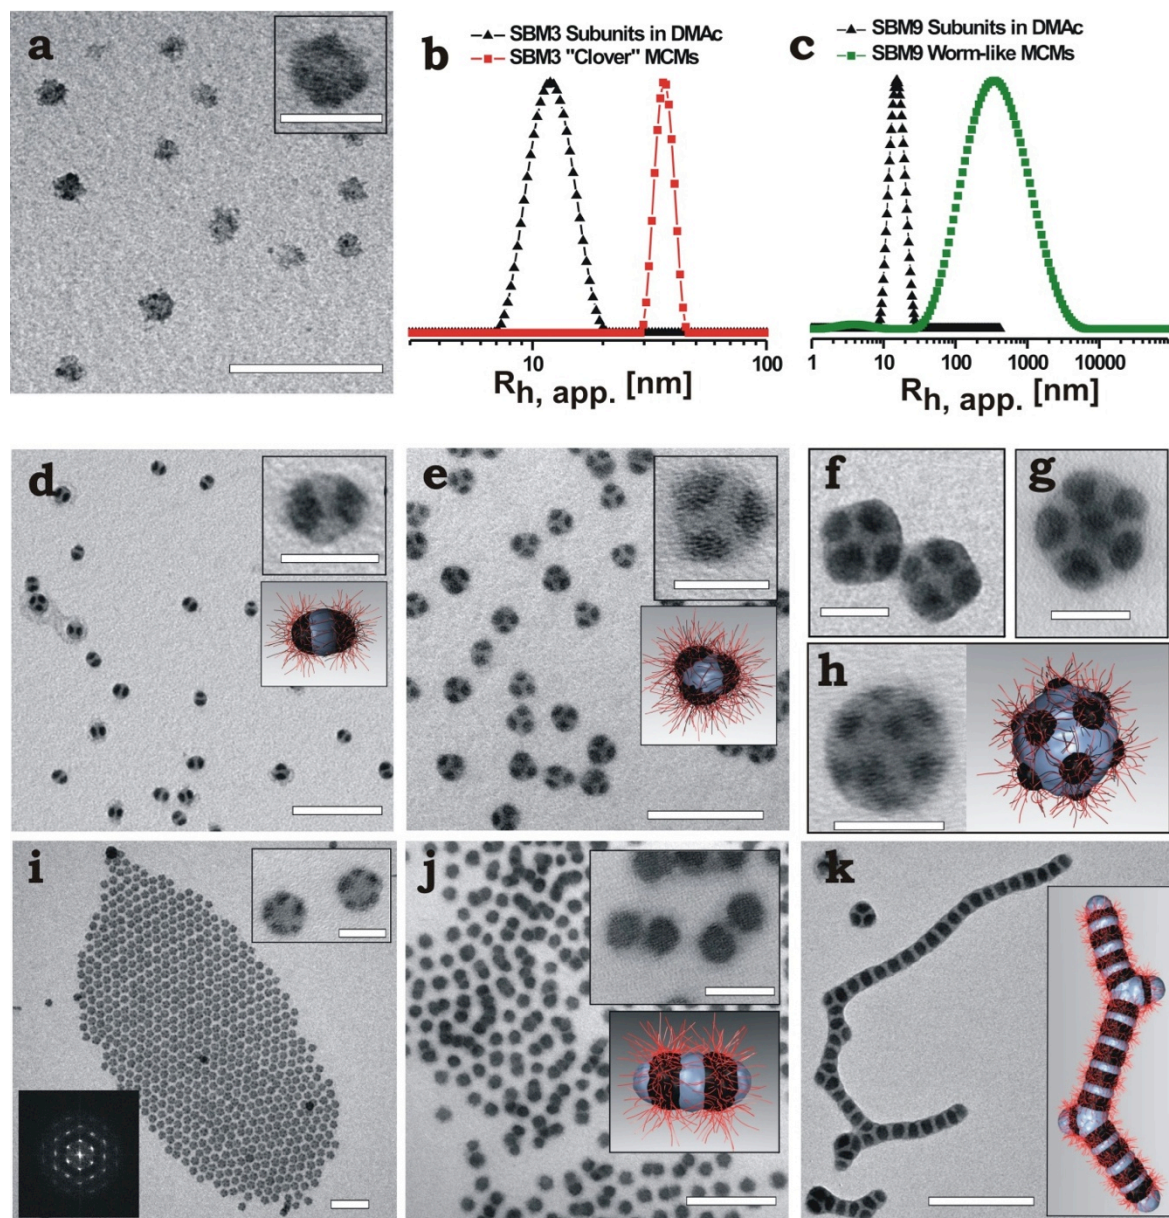 a
b
SBM3 Subunits in DMAc
SBM3 "Clover" MCMs
10
100
Rh, app. [nm]
c
SBM9 Subunits in DMAc
SBM9 Worm-like MCMs
1
10
100
1000
10000
Rh, app. [nm]
d
e
f
g
h
i
j
k